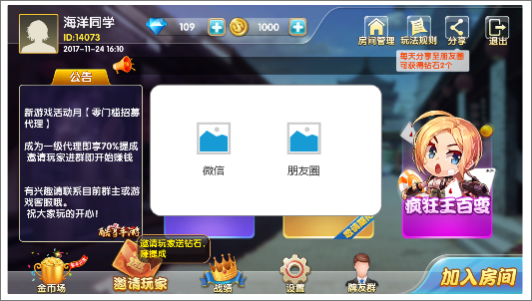 海洋同学
ID:14073
2017-11-24 16:10
109
1000
房间管理
玩法规则
分享
退出
每天分享至朋友圈
可获得钻石2个
公告
新游戏活动月【零门槛招募
代理】
成为一级代理即享70%提成
邀请玩家进群即开始赚钱
有兴趣请联系目前群主或游
戏客服哦。
祝大家玩的开心!
微信
朋友圈
疯狂王百变
邀请玩家送钻石,
赚提成
金币场
邀请玩家
战绩
设置
牌友群
加入房间